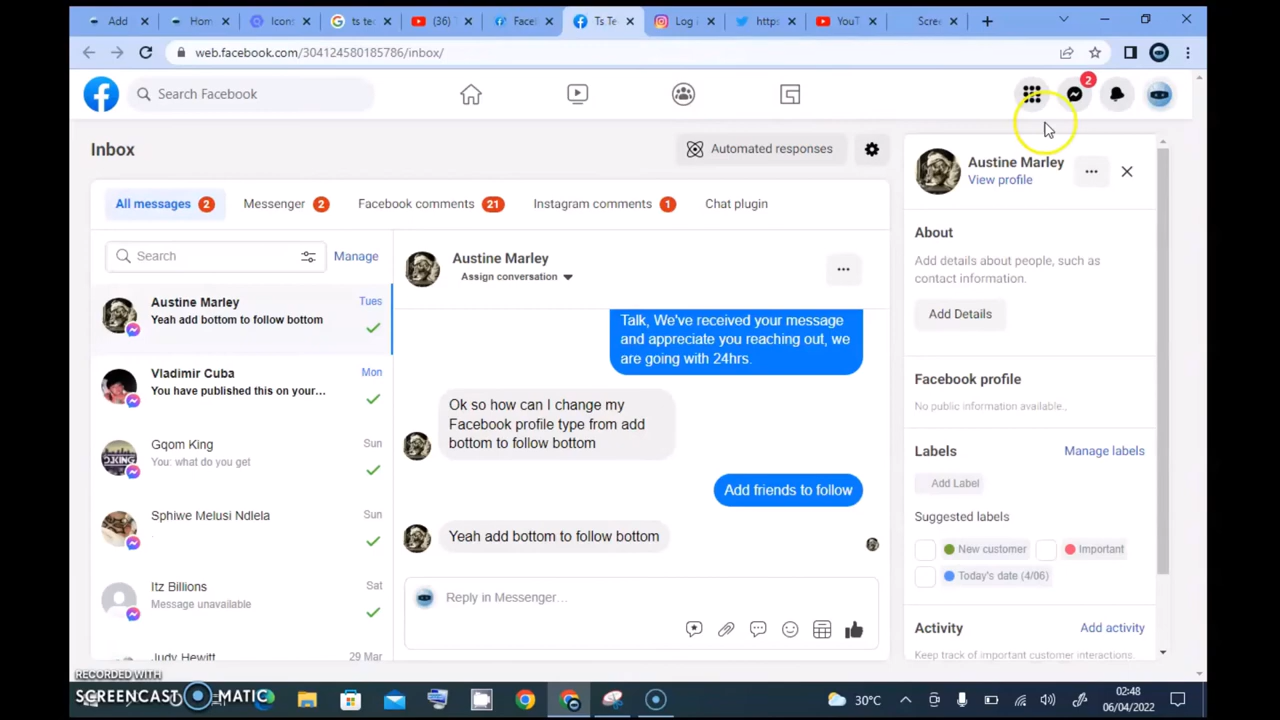 Add
Home
Icons
ts tec
(36)
Face
Ts Te
Log
https
YouT
Scree
web.facebook.com/304124580185786/inbox/
Search Facebook
2
Inbox
Automated responses
All messages 2
Messenger 2
Facebook comments 21
Instagram comments 1
Chat plugin
Search
Manage
Austine Marley
Tues
Yeah add bottom to follow bottom
Vladimir Cuba
Mon
You have published this on your…
Gqom King
Sun
You: what do you get
DJKING
Sphiwe Melusi Ndlela
Sun
.
Itz Billions
Sat
Message unavailable
Judy Hewitt
29 Mar
Austine Marley
Assign conversation
Talk, We've received your message
and appreciate you reaching out, we
are going with 24hrs.
Ok so how can I change my
Facebook profile type from add
bottom to follow bottom
Add friends to follow
Yeah add bottom to follow bottom
Reply in Messenger...
Austine Marley
View profile
About
Add details about people, such as
contact information.
Add Details
Facebook profile
No public information available.,
Labels
Manage labels
Add Label
Suggested labels
New customer
Important
Today's date (4/06)
Activity
Add activity
Keep track of important customer interactions.
RECORDED WITH
SCREENCAST MATIC
30°C
02:48
06/04/2022